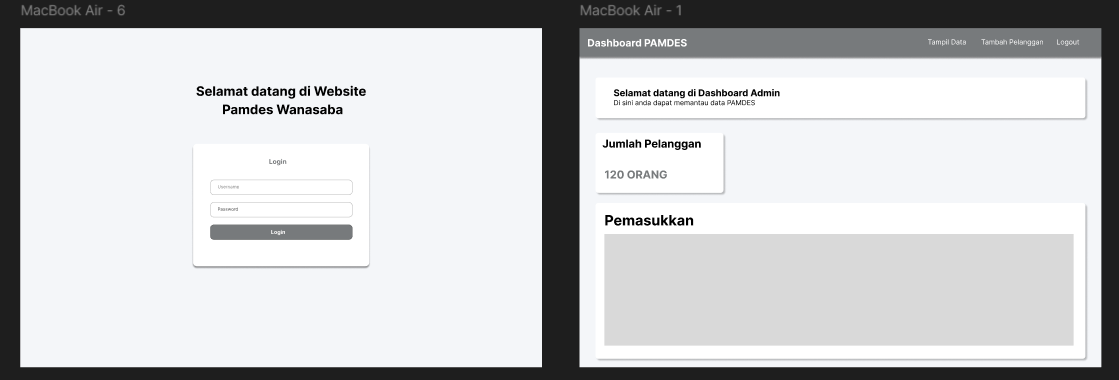 MacBook Air - 6
Selamat datang di Website
Pamdes Wanasaba
Login
Username
Password
Login
MacBook Air - 1
Dashboard PAMDES
Tampil Data
Tambah Pelanggan
Logout
Selamat datang di Dashboard Admin
Di sini anda dapat memantau data PAMDES
Jumlah Pelanggan
120 ORANG
Pemasukkan